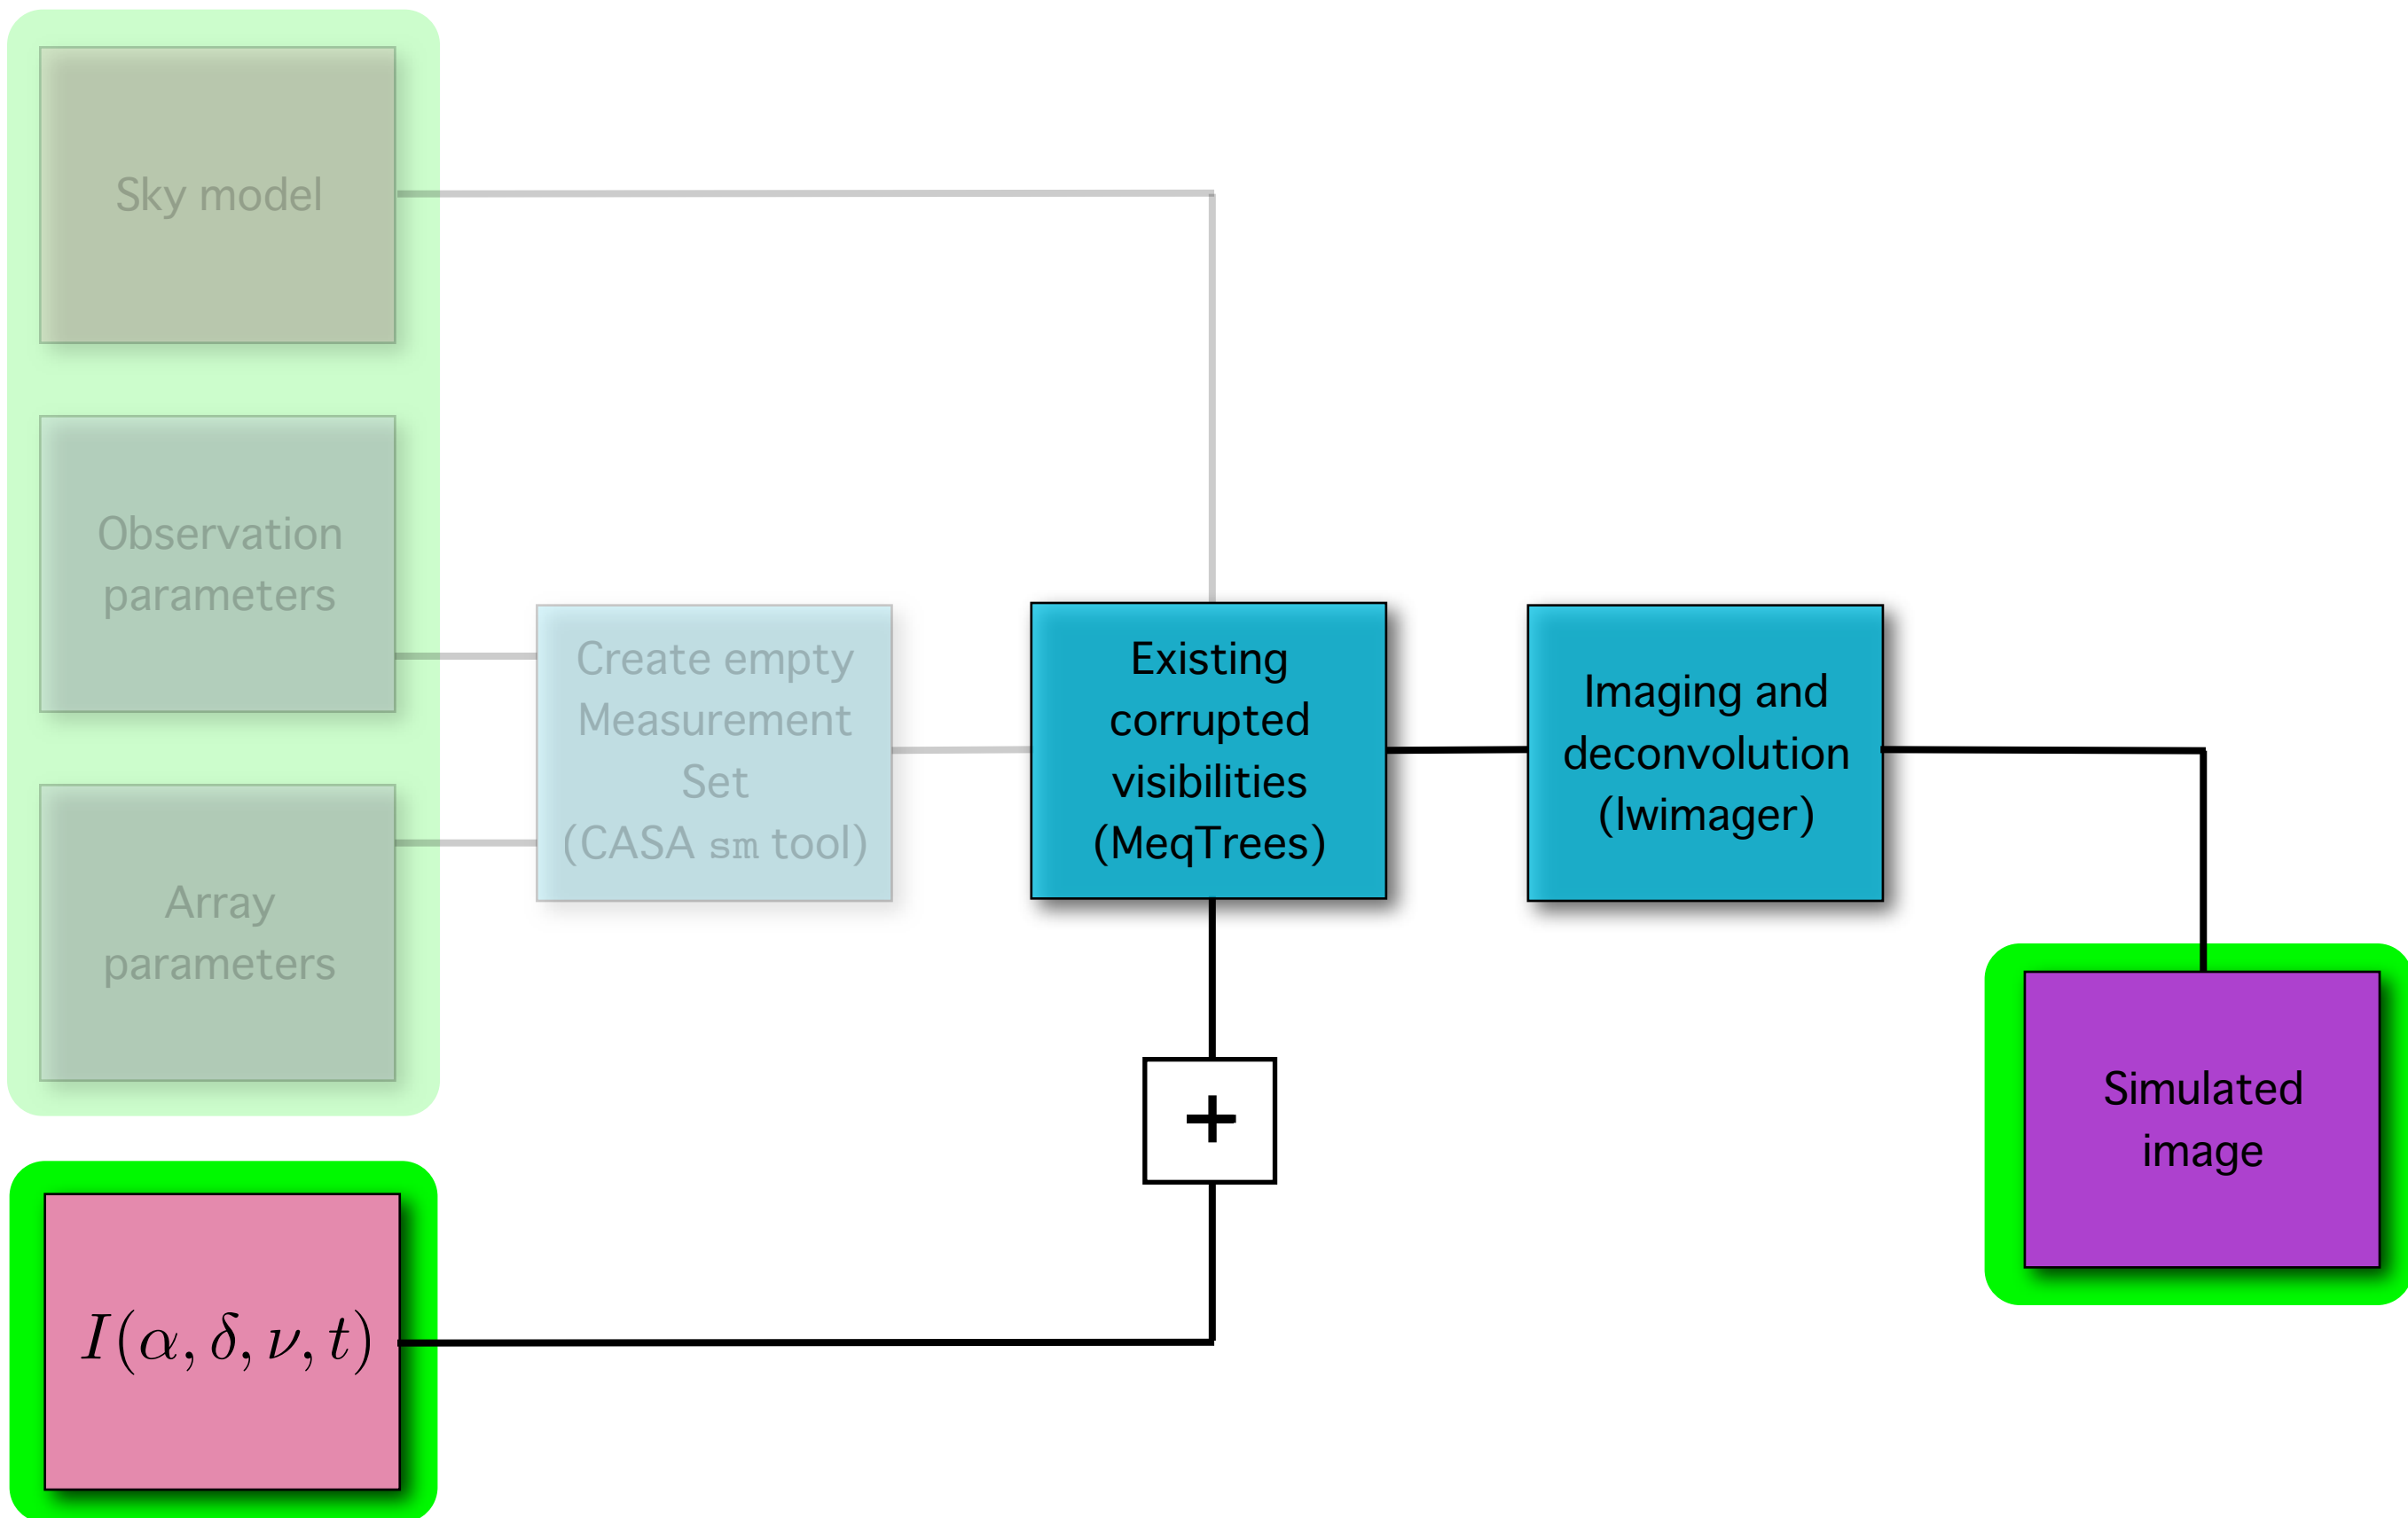 Sky model
Observation
parameters
Array
parameters
Create empty
Measurement
Set
(CASA sm tool)
Existing
corrupted
visibilities
(MeqTrees)
Imaging and
deconvolution
(lwimager)
+
Simulated
image
I(α, δ, ν, t)